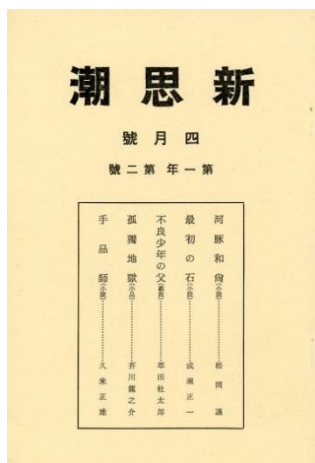 新思潮
四月號
第一年第二號
河豚和尙(小說)………松岡讓
最初の石(小說)………成瀨正一
不良少年の父(戲曲)………草田杜太郎
孤獨地獄(小品)………芥川龍之介
手品師(小說)………久米正雄